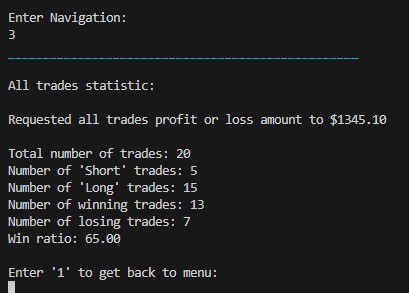 Enter Navigation:
3
All trades statistic:
Requested all trades profit or loss amount to $1345.10
Total number of trades: 20
Number of 'Short' trades: 5
Number of 'Long' trades: 15
Number of winning trades: 13
Number of losing trades: 7
Win ratio: 65.00
Enter '1' to get back to menu: